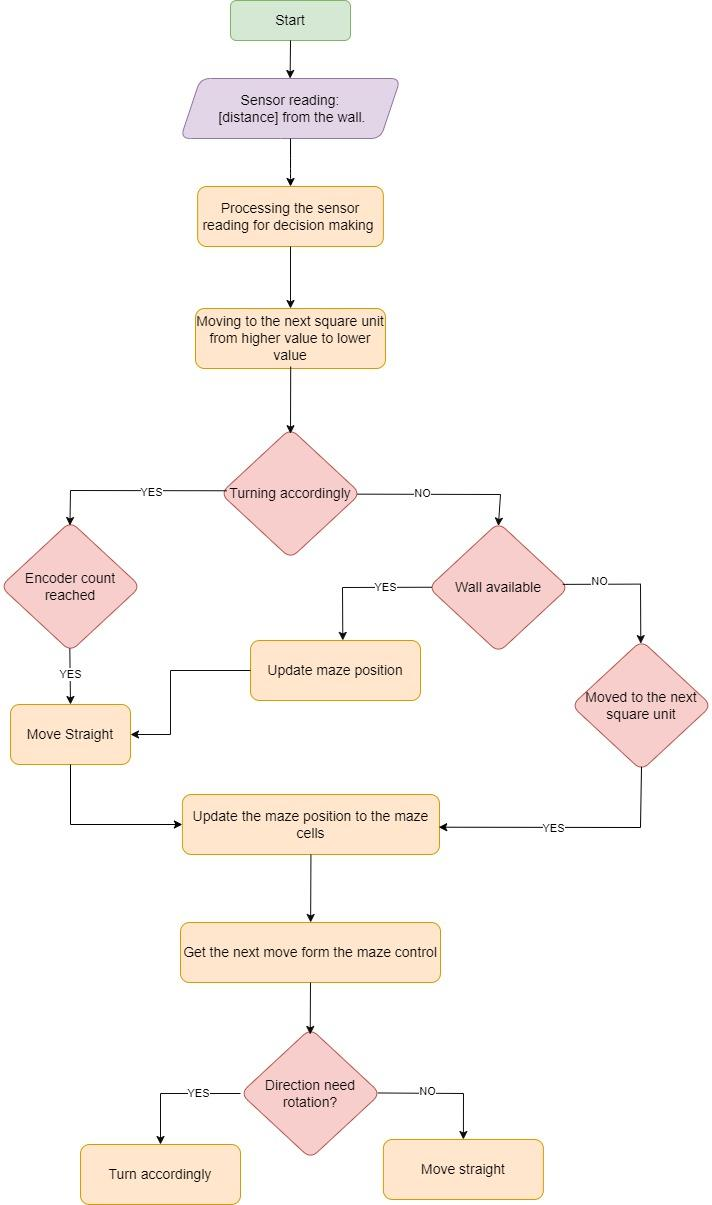 Start
Sensor reading:
[distance] from the wall.
Processing the sensor
reading for decision making
Moving to the next square unit
from higher value to lower
value
Turning accordingly
YES
NO
Encoder count
reached
Wall available
YES
NO
YES
Update maze position
Moved to the next
square unit
Move Straight
Update the maze position to the maze
cells
YES
Get the next move form the maze control
Direction need
rotation?
YES
NO
Turn accordingly
Move straight